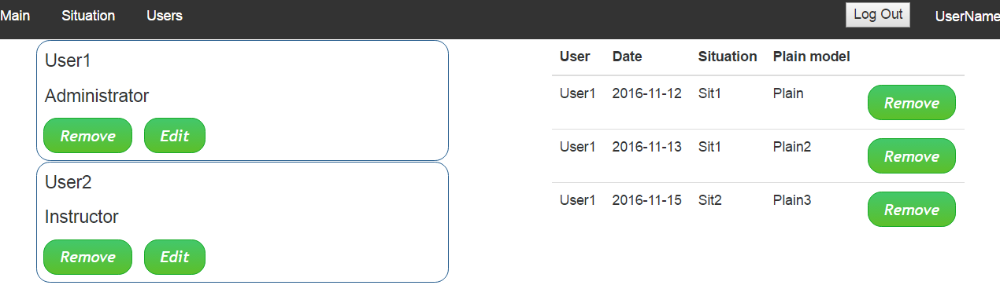 Main Situation Users Log Out UserName
User1
Administrator
Remove Edit
User2
Instructor
Remove Edit
User Date Situation Plain model
User1 2016-11-12 Sit1 Plain Remove
User1 2016-11-13 Sit1 Plain2 Remove
User1 2016-11-15 Sit2 Plain3 Remove